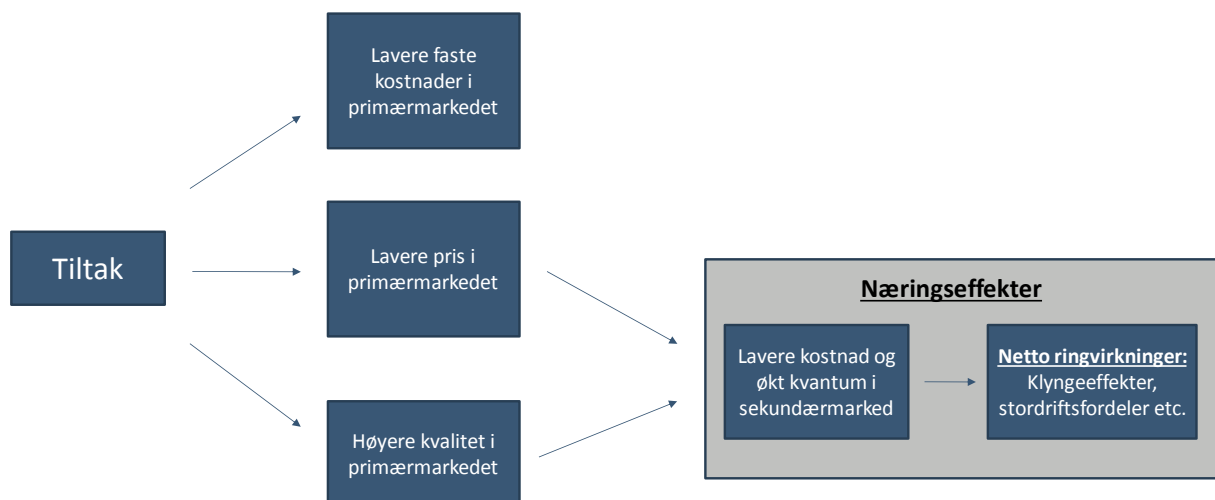 Lavere faste
kostnader i
primærmarkedet
Tiltak
Lavere pris i
primærmarkedet
Høyere kvalitet i
primærmarkedet
Næringseffekter
Lavere kostnad og
økt kvantum i
sekundærmarked
Netto ringvirkninger:
Klyngeeffekter,
stordriftsfordeler etc.